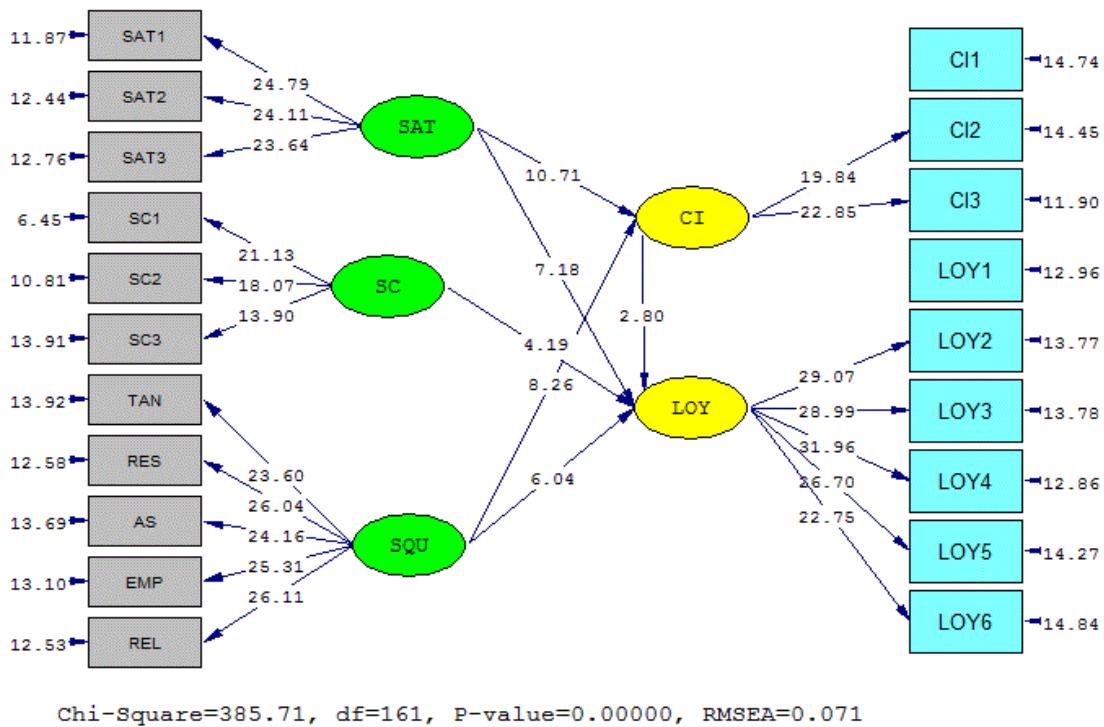 11.87 SAT1
12.44 SAT2
12.76 SAT3
6.45 SC1
10.81 SC2
13.91 SC3
13.92 TAN
12.58 RES
13.69 AS
13.10 EMP
12.53 REL
24.79
24.11
23.64
21.13
18.07
13.90
23.60
26.04
24.16
25.31
26.11
SAT
SC
SQU
10.71
7.18
4.19
8.26
6.04
2.80
CI
LOY
19.84
22.85
29.07
28.99
31.96
26.70
22.75
CI1 14.74
CI2 14.45
CI3 11.90
LOY1 12.96
LOY2 13.77
LOY3 13.78
LOY4 12.86
LOY5 14.27
LOY6 14.84
Chi-Square=385.71, df=161, P-value=0.00000, RMSEA=0.071